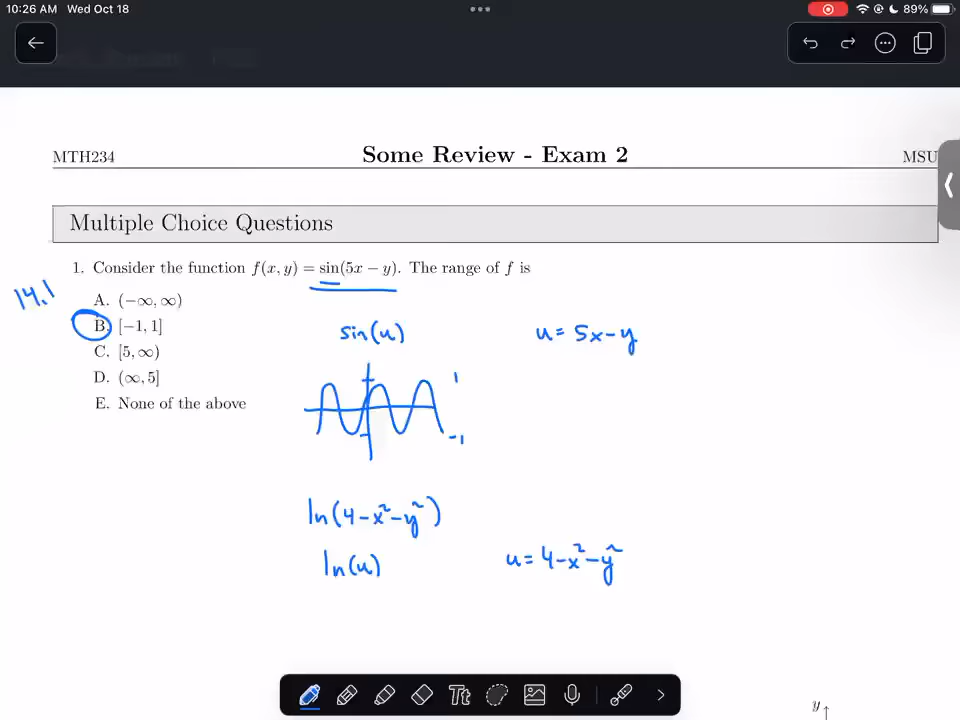 10:26 AM Wed Oct 18
89%
MTH234
Some Review - Exam 2
MSU
Multiple Choice Questions
1. Consider the function f(x, y) = sin(5x − y). The range of f is
14.1
A. (−∞, ∞)
B. [−1, 1]
C. [5, ∞)
D. (∞, 5]
E. None of the above
sin(u)
u = 5x-y
1
-1
ln(4-x²-y²)
ln(u)
u = 4-x²-y²
Tt
y